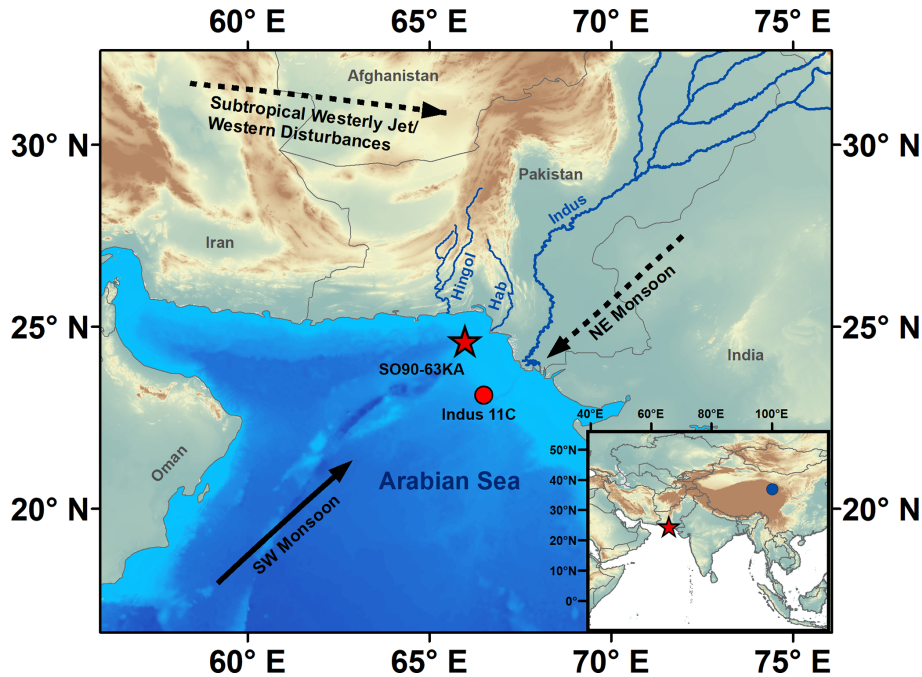 60° E
65° E
70° E
75° E
Afghanistan
Subtropical Westerly Jet/
Western Disturbances
30° N
30° N
Pakistan
Indus
Iran
Hingol
Hab
NE Monsoon
25° N
25° N
India
SO90-63KA
Indus 11C
40°E
60°E
80°E
100°E
Oman
Arabian Sea
SW Monsoon
50°N
40°N
30°N
20°N
10°N
0°
20° N
20° N
60° E
65° E
70° E
75° E